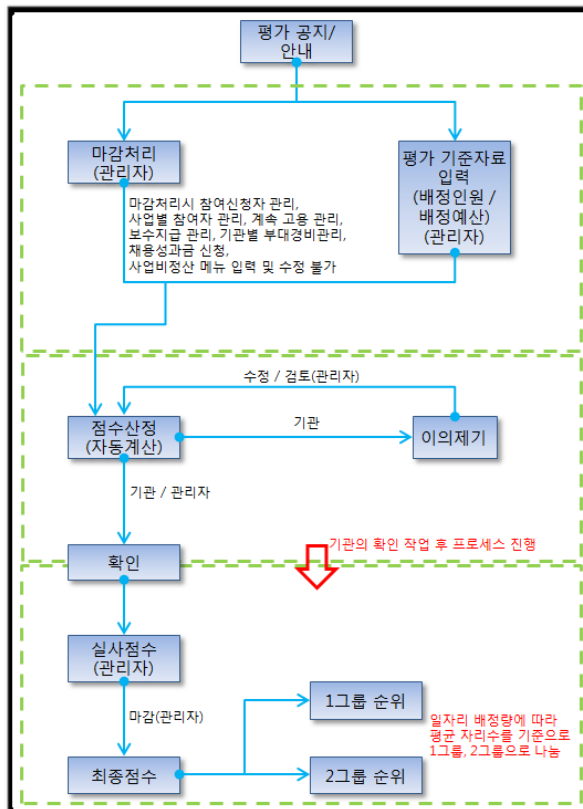 평가 공지/
안내
마감처리
(관리자)
평가 기준자료
입력
(배정인원 /
배정예산)
(관리자)
마감처리시 참여신청자 관리,
사업별 참여자 관리, 계속 고용 관리,
보수지급 관리, 기관별 부대경비관리,
채용성과금 신청,
사업비정산 메뉴 입력 및 수정 불가
수정 / 검토(관리자)
점수산정
(자동계산)
기관
이의제기
기관 / 관리자
확인
기관의 확인 작업 후 프로세스 진행
실사점수
(관리자)
마감(관리자)
최종점수
1그룹 순위
2그룹 순위
일자리 배정량에 따라
평균 자리수를 기준으로
1그룹, 2그룹으로 나눔